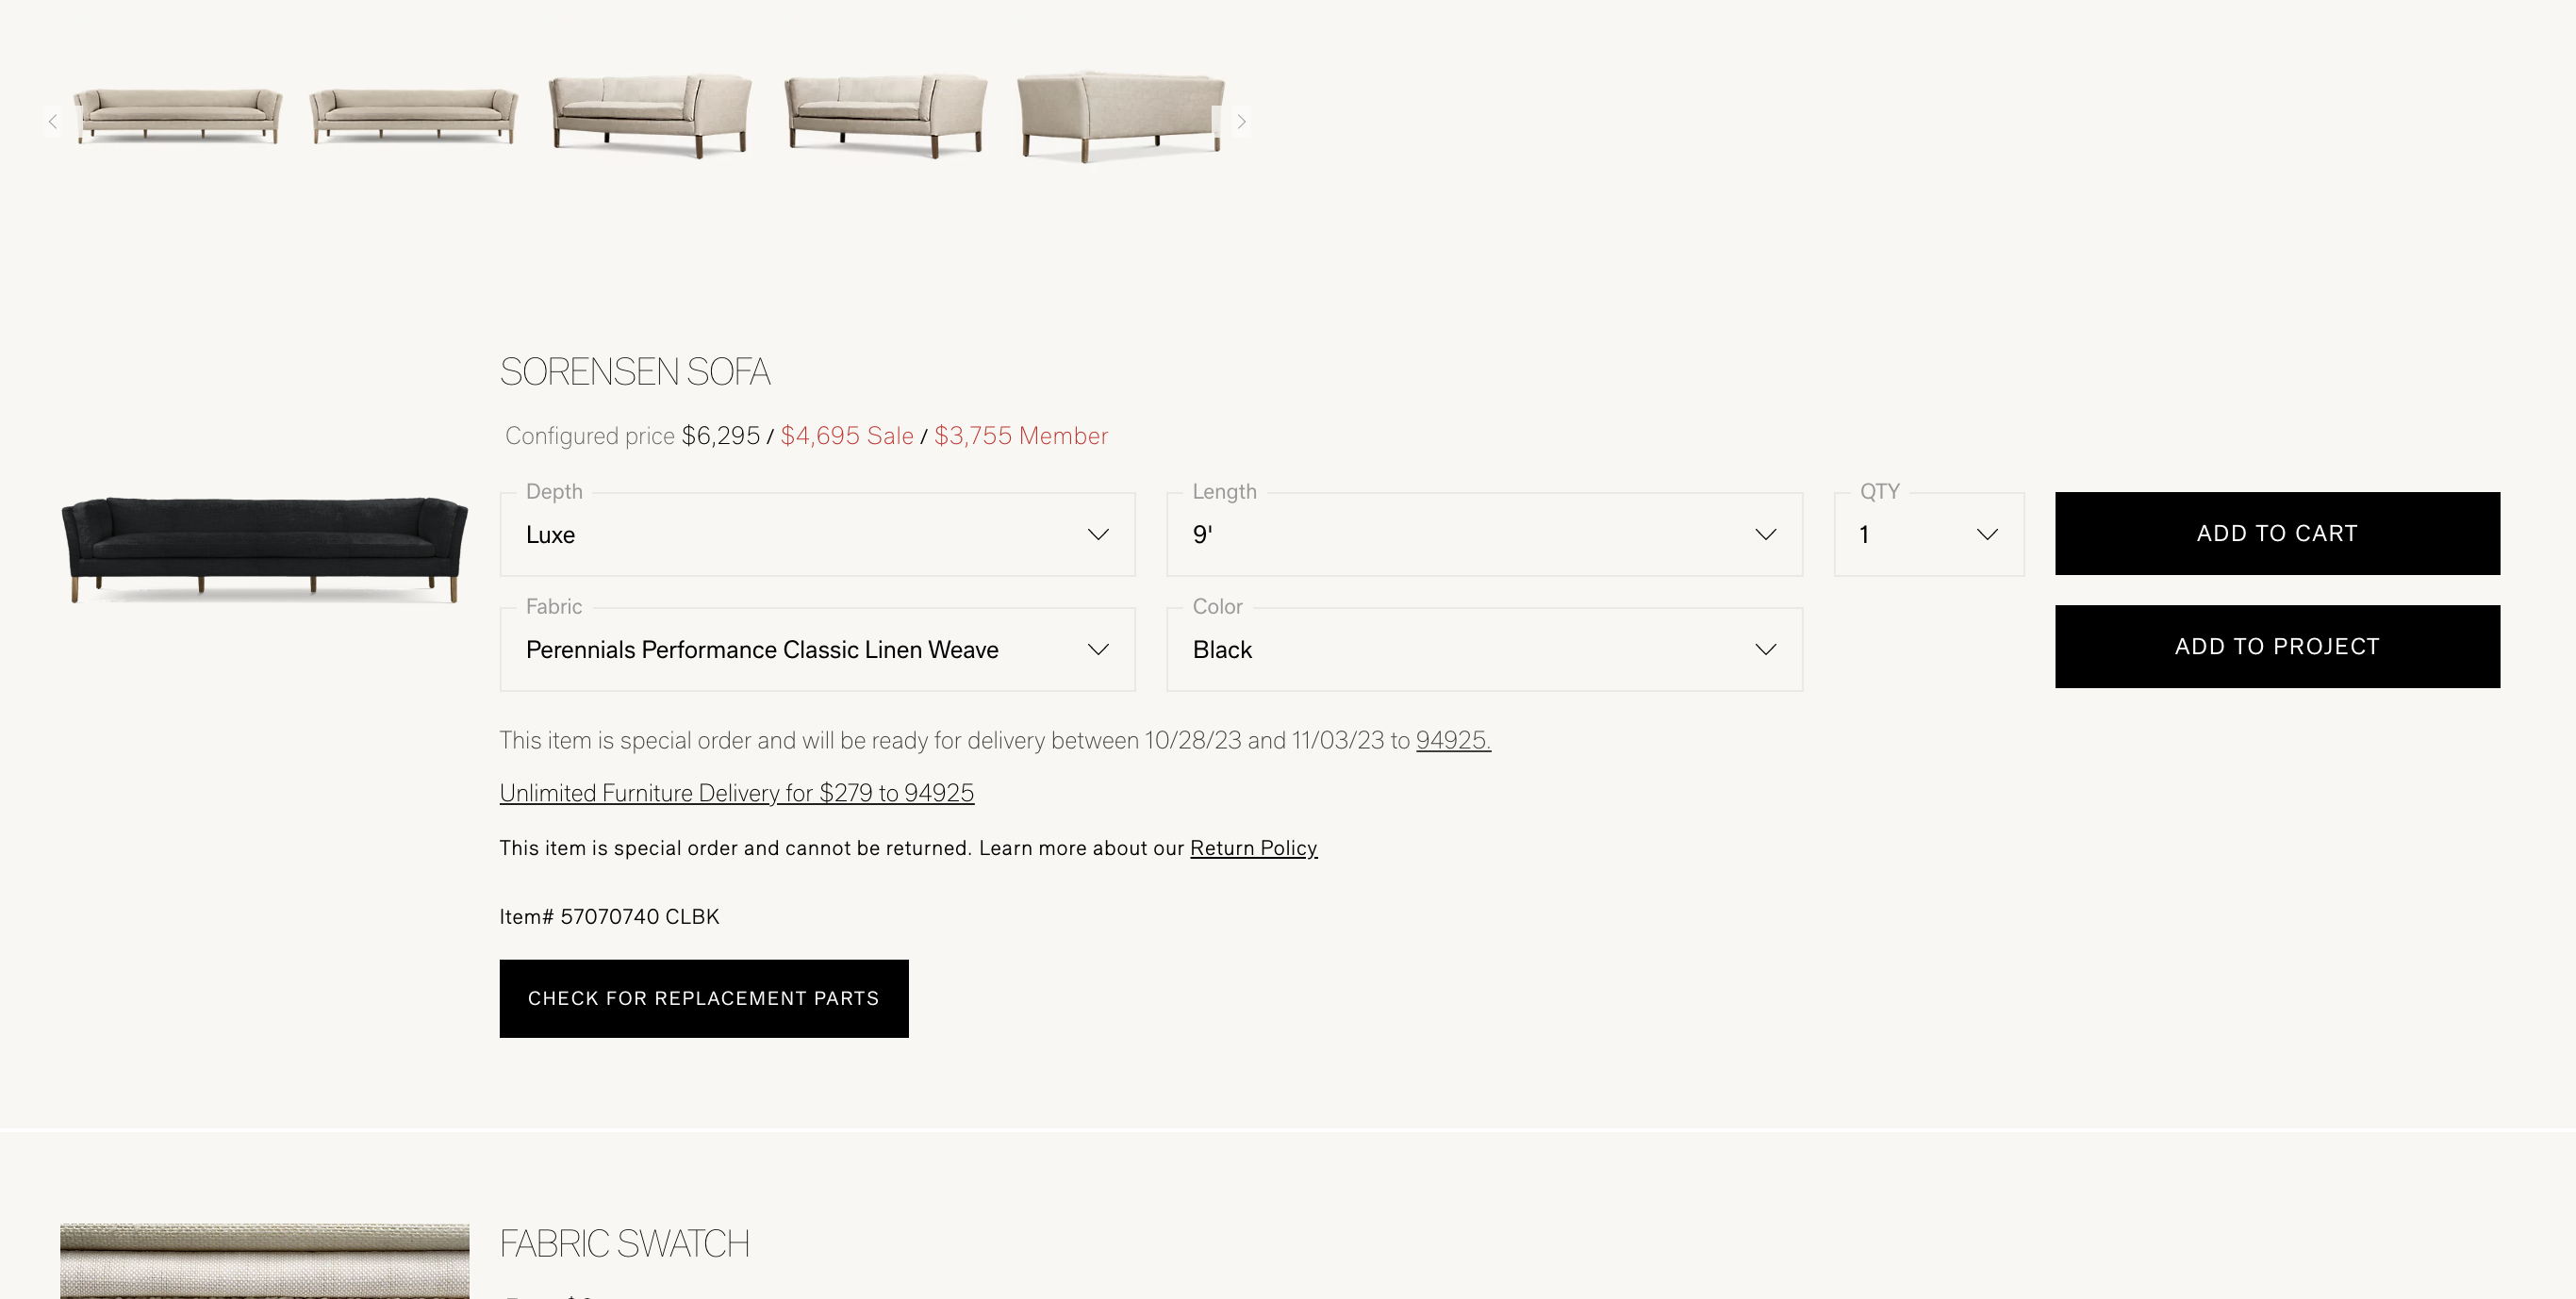 SORENSEN SOFA
Configured price $6,295 / $4,695 Sale / $3,755 Member
Depth
Luxe
Length
9'
QTY
1
ADD TO CART
Fabric
Perennials Performance Classic Linen Weave
Color
Black
ADD TO PROJECT
This item is special order and will be ready for delivery between 10/28/23 and 11/03/23 to 94925.
Unlimited Furniture Delivery for $279 to 94925
This item is special order and cannot be returned. Learn more about our Return Policy
Item# 57070740 CLBK
CHECK FOR REPLACEMENT PARTS
FABRIC SWATCH